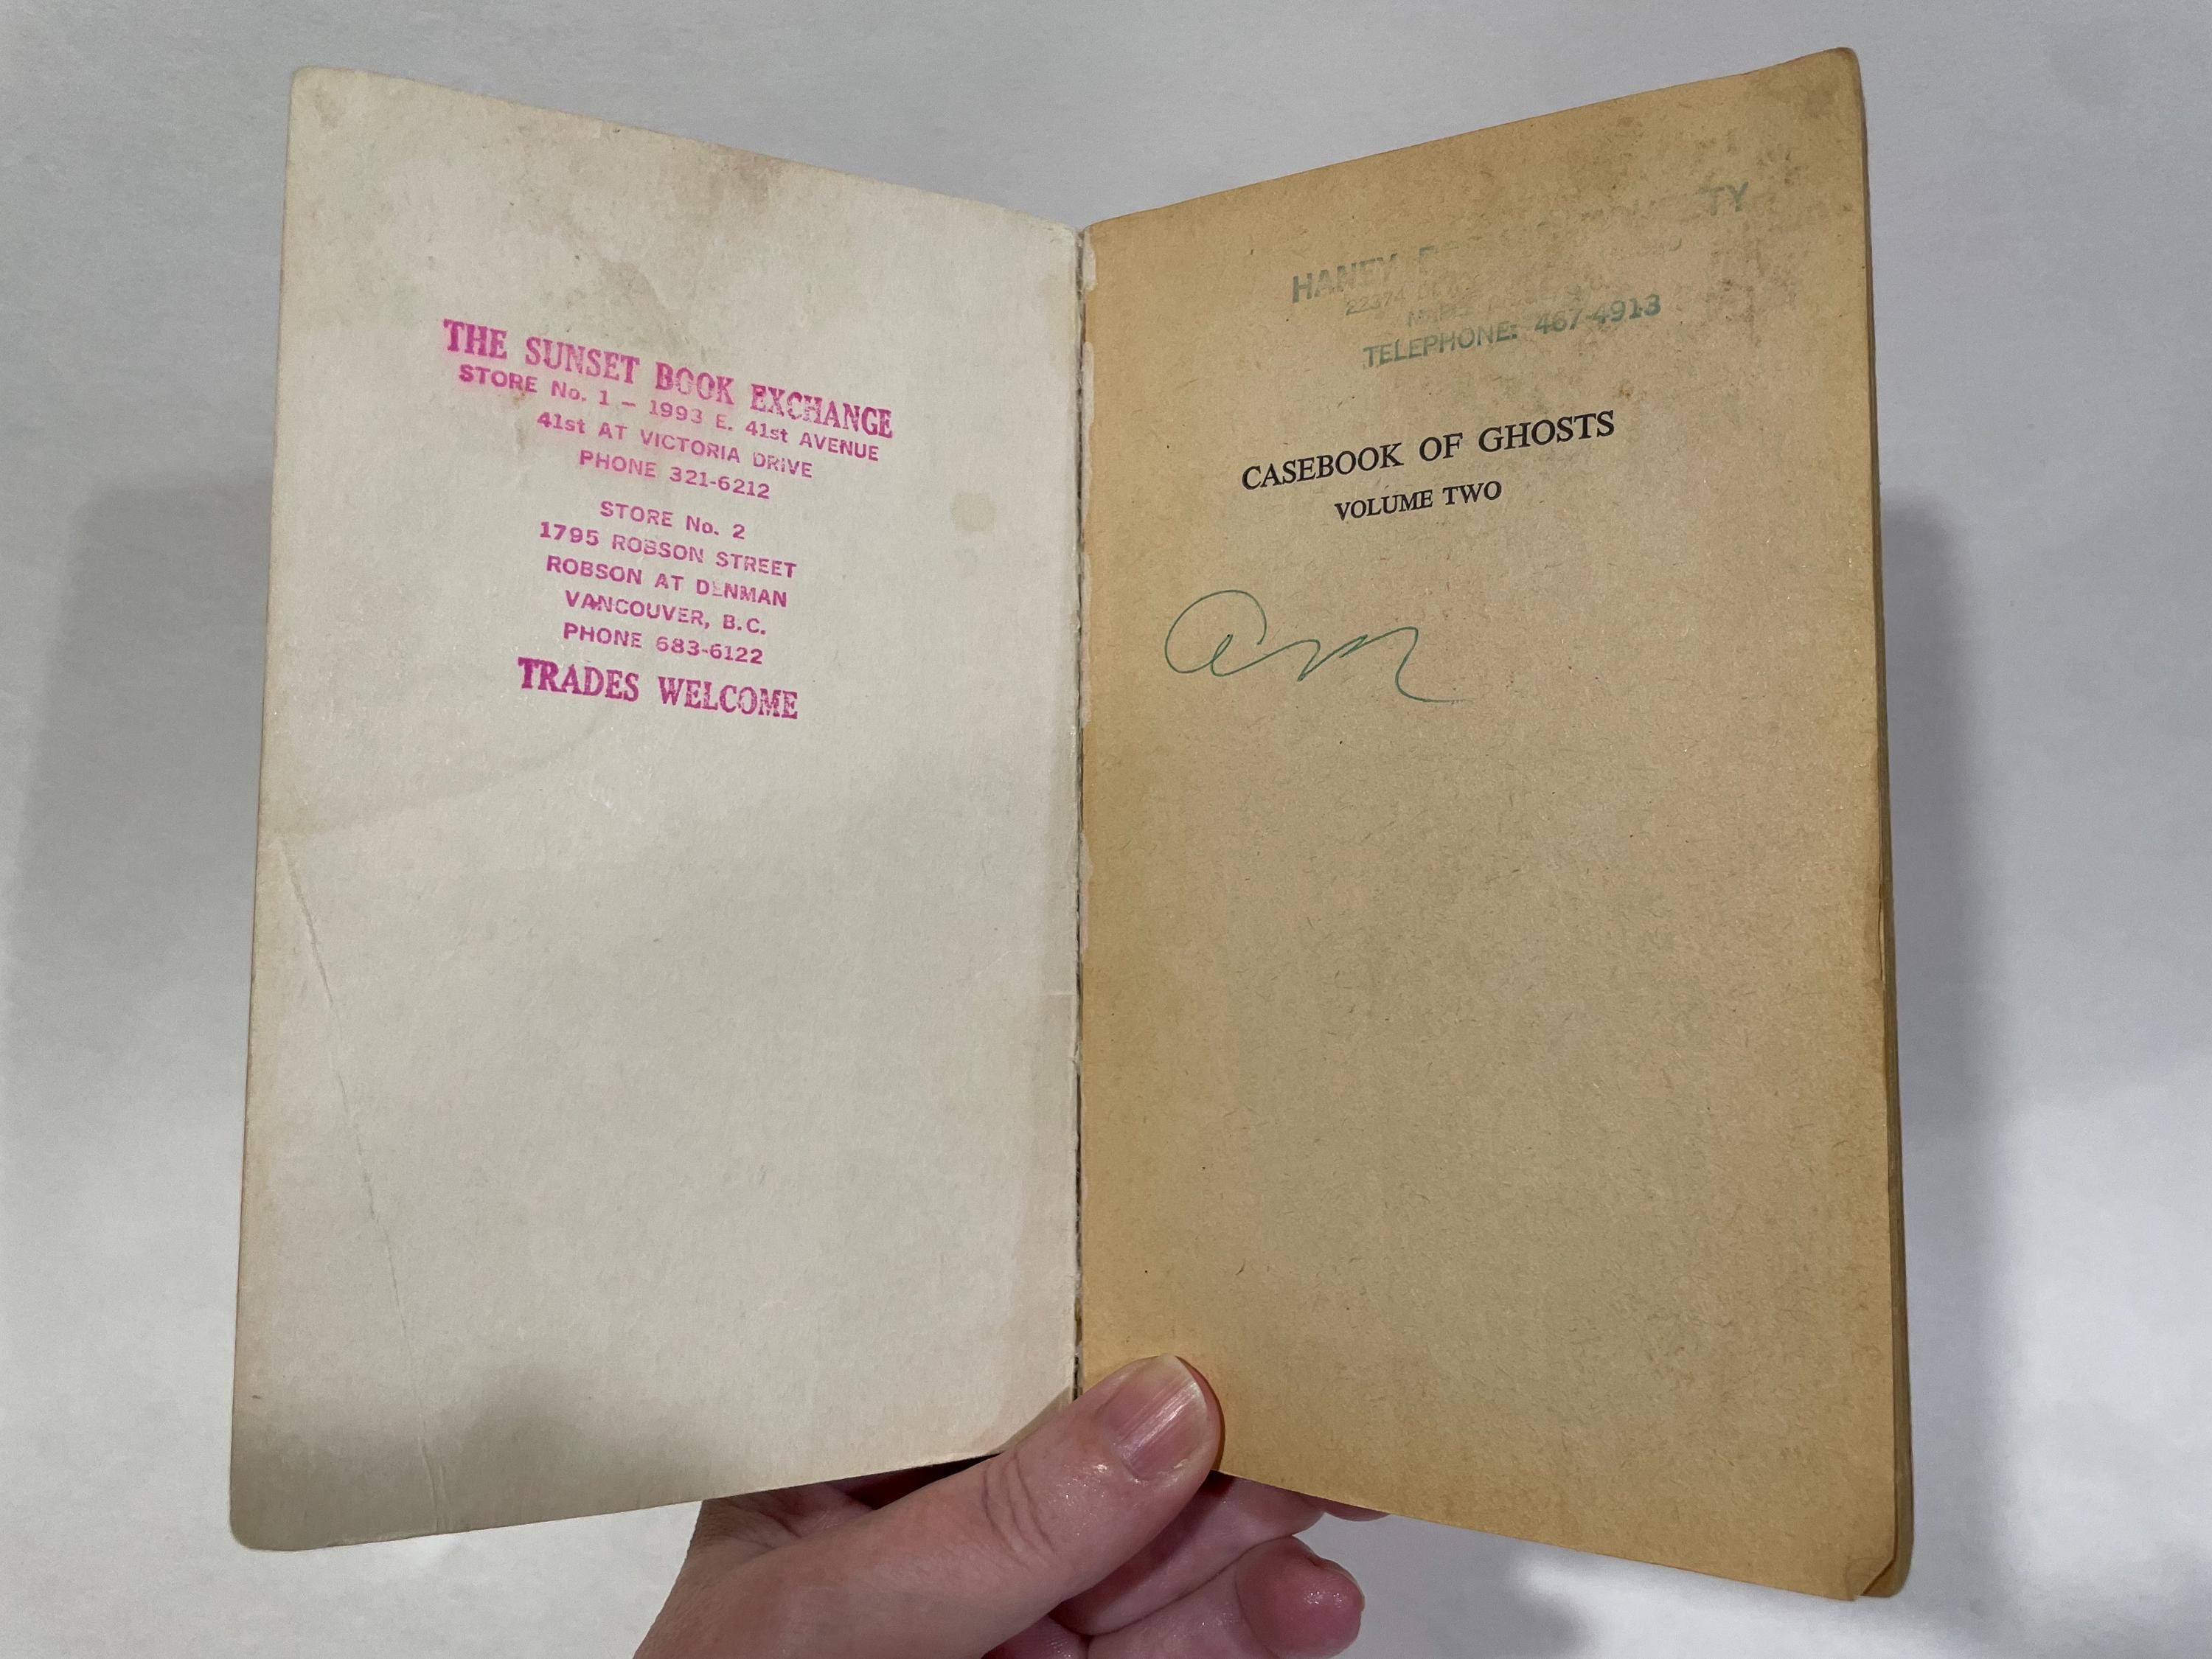 THE SUNSET BOOK EXCHANGE
STORE No. 1 – 1993 E. 41st AVENUE
41st AT VICTORIA DRIVE
PHONE 321-6212
STORE No. 2
1795 ROBSON STREET
ROBSON AT DENMAN
VANCOUVER, B.C.
PHONE 683-6122
TRADES WELCOME
HANEY
22374
TELEPHONE: 467-4913
CASEBOOK OF GHOSTS
VOLUME TWO